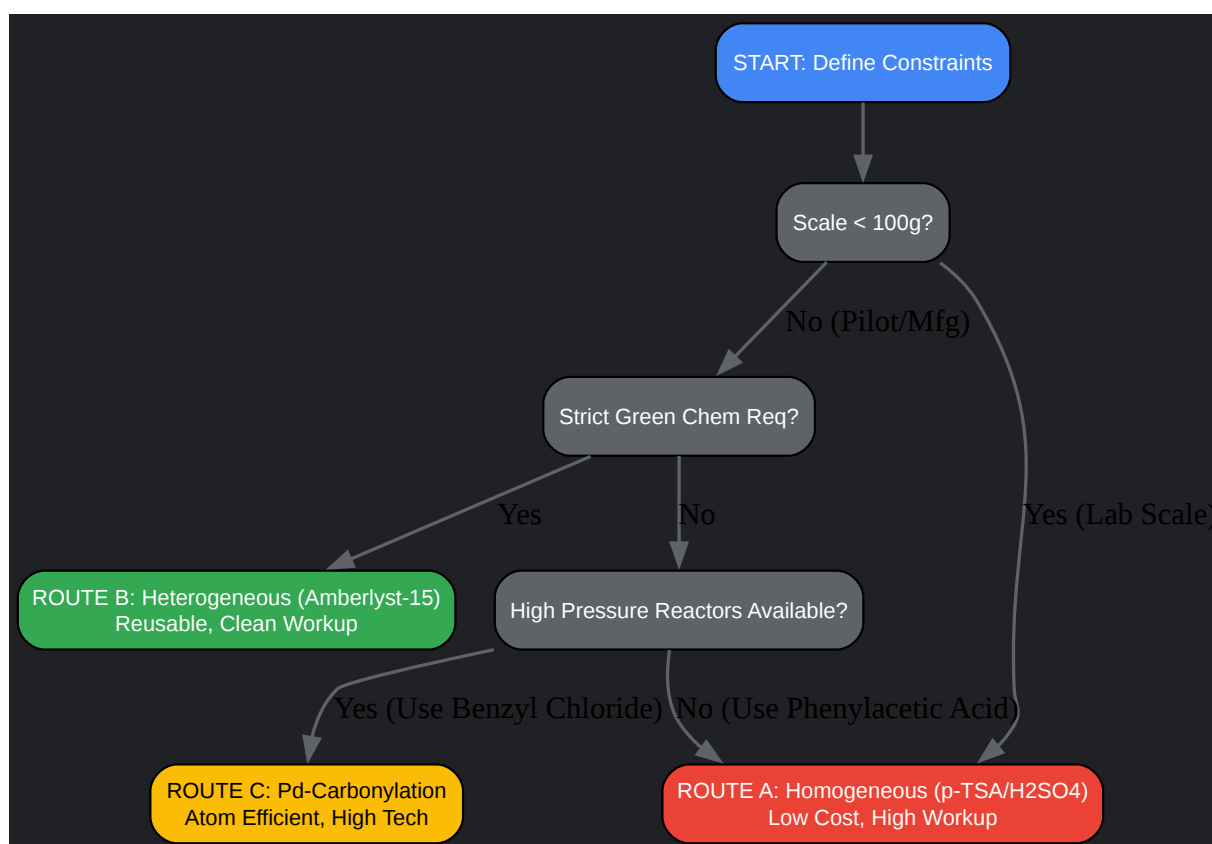 START: Define Constraints
Scale < 100g?
No (Pilot/Mfg)
Strict Green Chem Req?
Yes
No
Yes (Lab Scale)
ROUTE B: Heterogeneous (Amberlyst-15)
Reusable, Clean Workup
High Pressure Reactors Available?
Yes (Use Benzyl Chloride)
No (Use Phenylacetic Acid)
ROUTE C: Pd-Carbonylation
Atom Efficient, High Tech
ROUTE A: Homogeneous (p-TSA/H2SO4)
Low Cost, High Workup